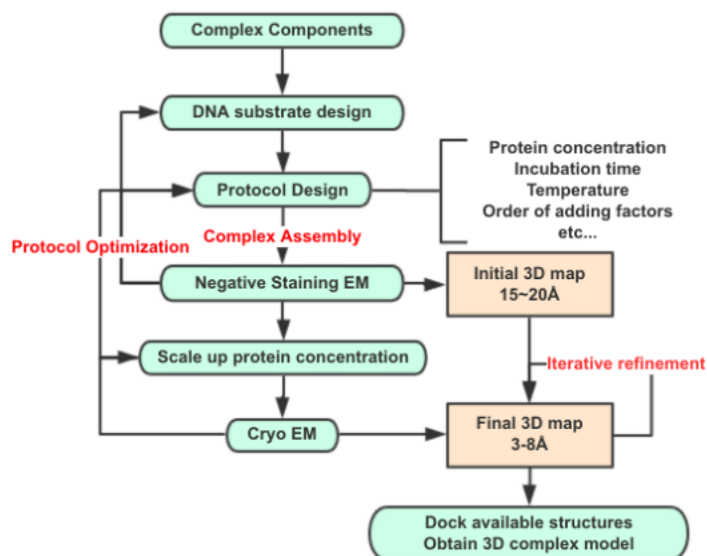 Complex Components
DNA substrate design
Protocol Design
Protein concentration
Incubation time
Temperature
Order of adding factors
etc...
Protocol Optimization
Complex Assembly
Negative Staining EM
Initial 3D map
15~20Å
Scale up protein concentration
Iterative refinement
Cryo EM
Final 3D map
3-8Å
Dock available structures
Obtain 3D complex model